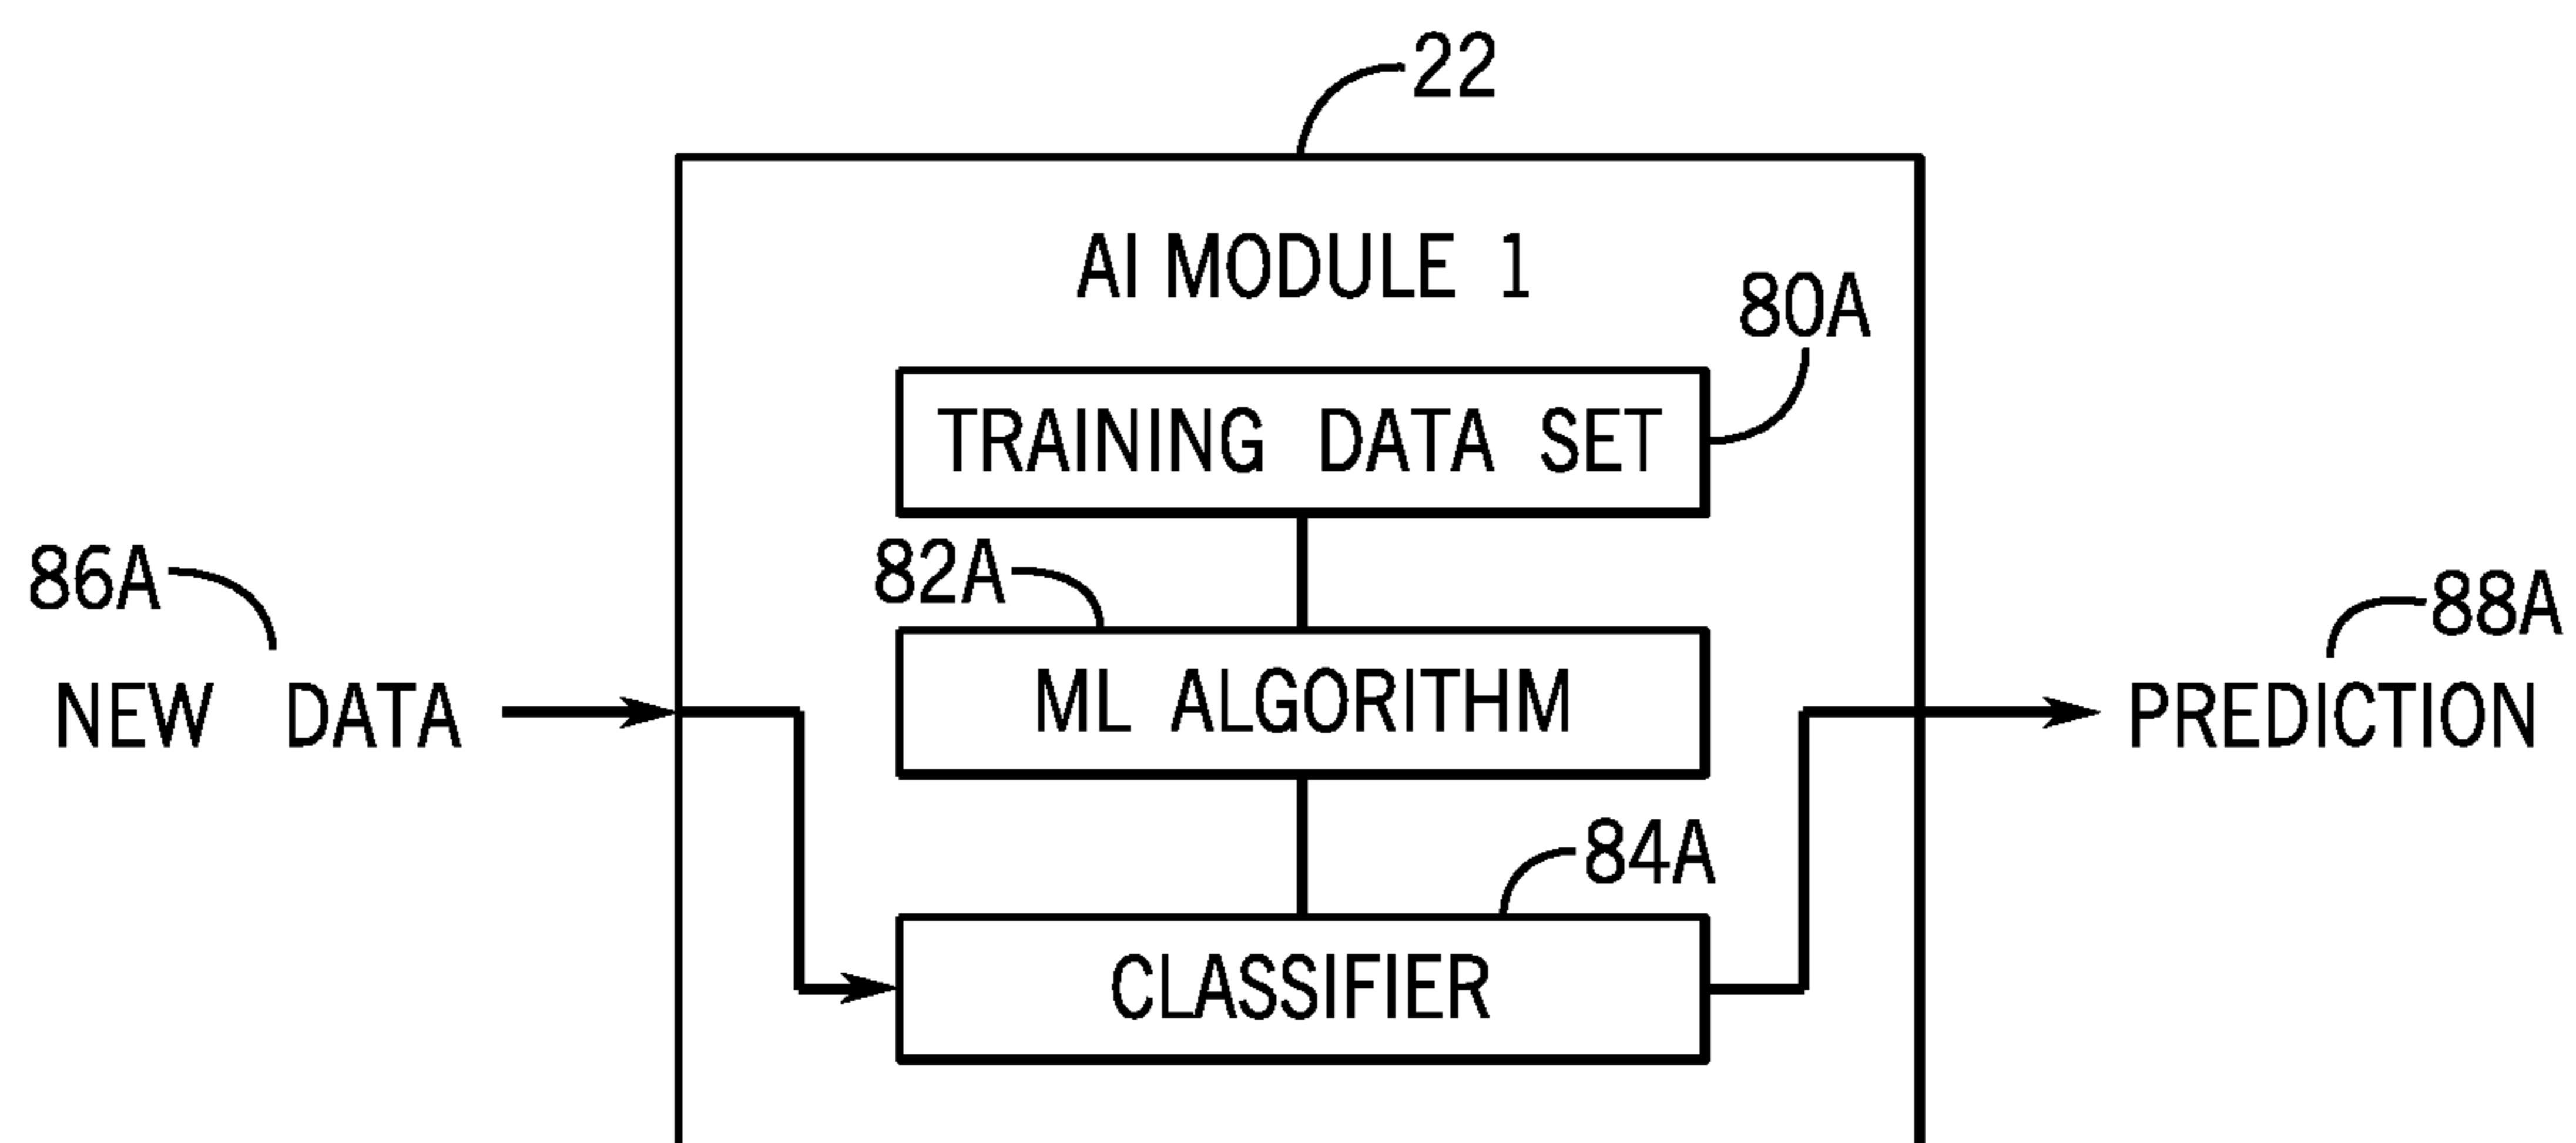 22
AI MODULE 1
80A
TRAINING DATA SET
86A
82A
88A
NEW DATA
ML ALGORITHM
PREDICTION
84A
CLASSIFIER